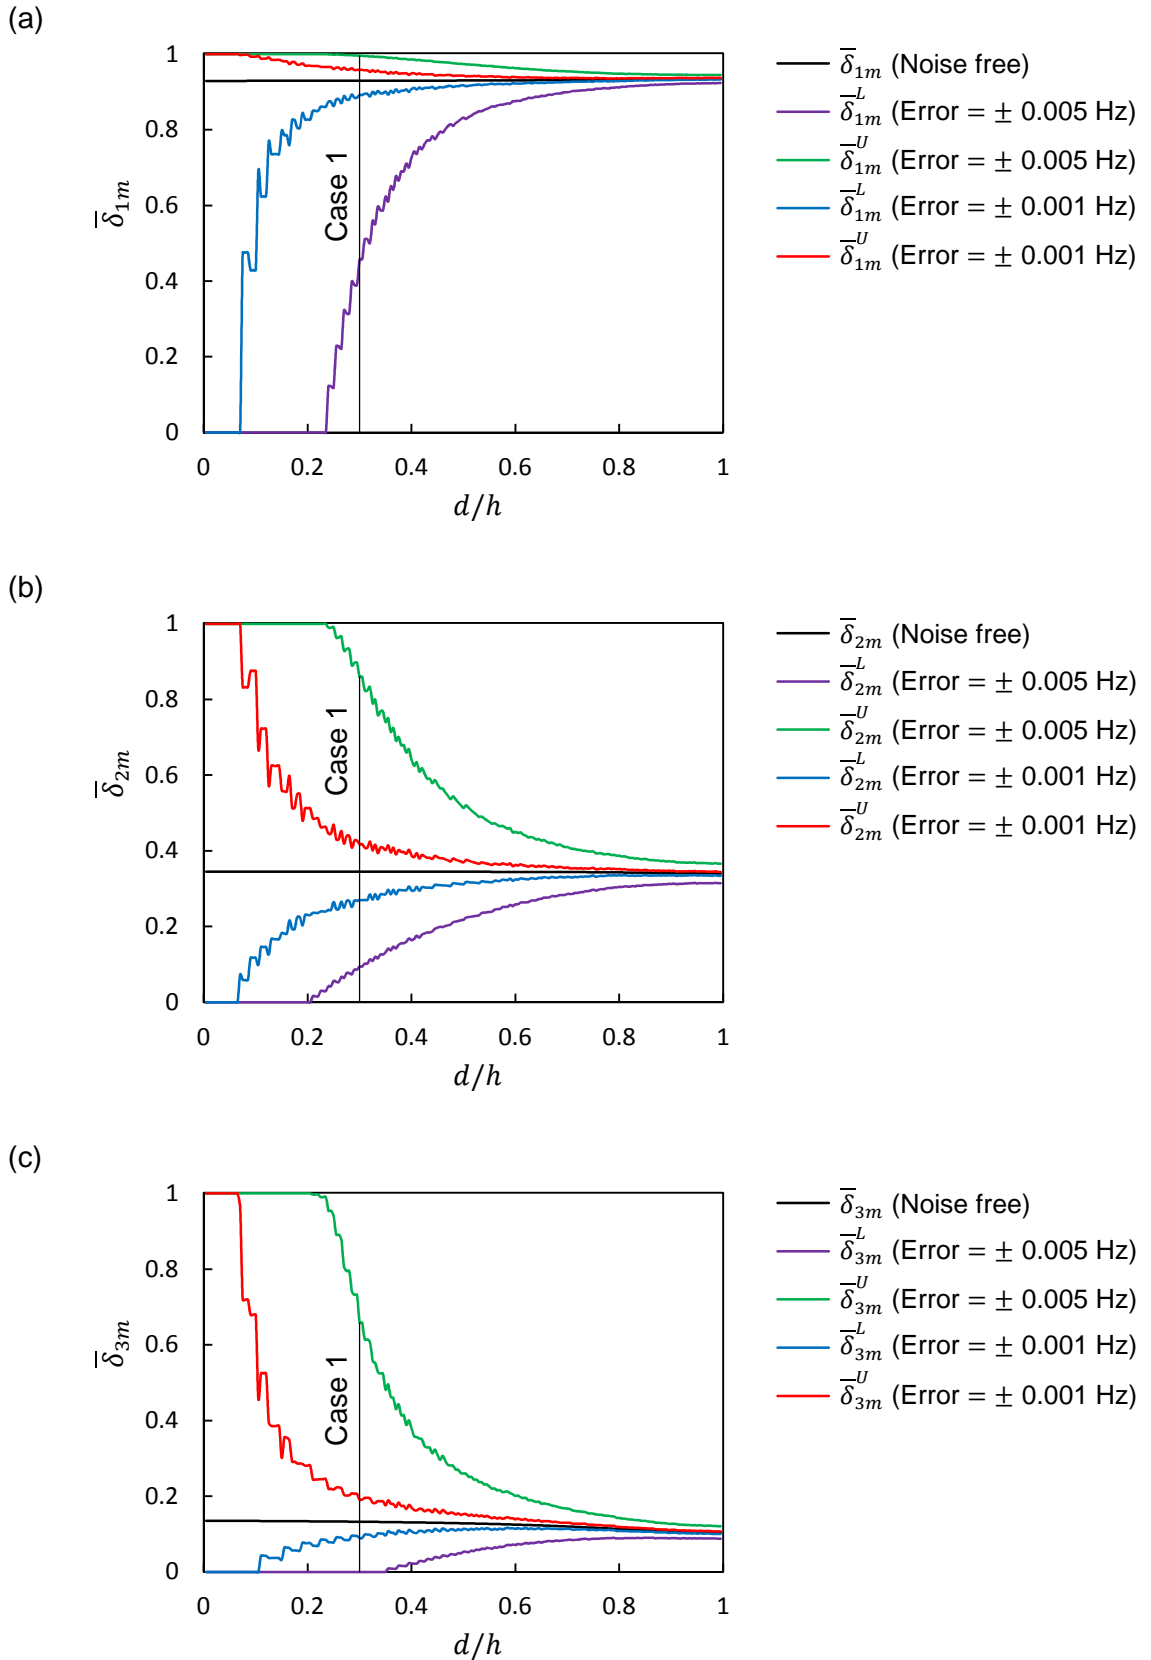 (a)
1
0.8
0.6
0.4
0.2
0
0 0.2 0.4 0.6 0.8 1
δ̅1m
d/h
Case 1
δ̅1m (Noise free)
δ̅1m^L (Error = ± 0.005 Hz)
δ̅1m^U (Error = ± 0.005 Hz)
δ̅1m^L (Error = ± 0.001 Hz)
δ̅1m^U (Error = ± 0.001 Hz)
(b)
1
0.8
0.6
0.4
0.2
0
0 0.2 0.4 0.6 0.8 1
δ̅2m
d/h
Case 1
δ̅2m (Noise free)
δ̅2m^L (Error = ± 0.005 Hz)
δ̅2m^U (Error = ± 0.005 Hz)
δ̅2m^L (Error = ± 0.001 Hz)
δ̅2m^U (Error = ± 0.001 Hz)
(c)
1
0.8
0.6
0.4
0.2
0
0 0.2 0.4 0.6 0.8 1
δ̅3m
d/h
Case 1
δ̅3m (Noise free)
δ̅3m^L (Error = ± 0.005 Hz)
δ̅3m^U (Error = ± 0.005 Hz)
δ̅3m^L (Error = ± 0.001 Hz)
δ̅3m^U (Error = ± 0.001 Hz)